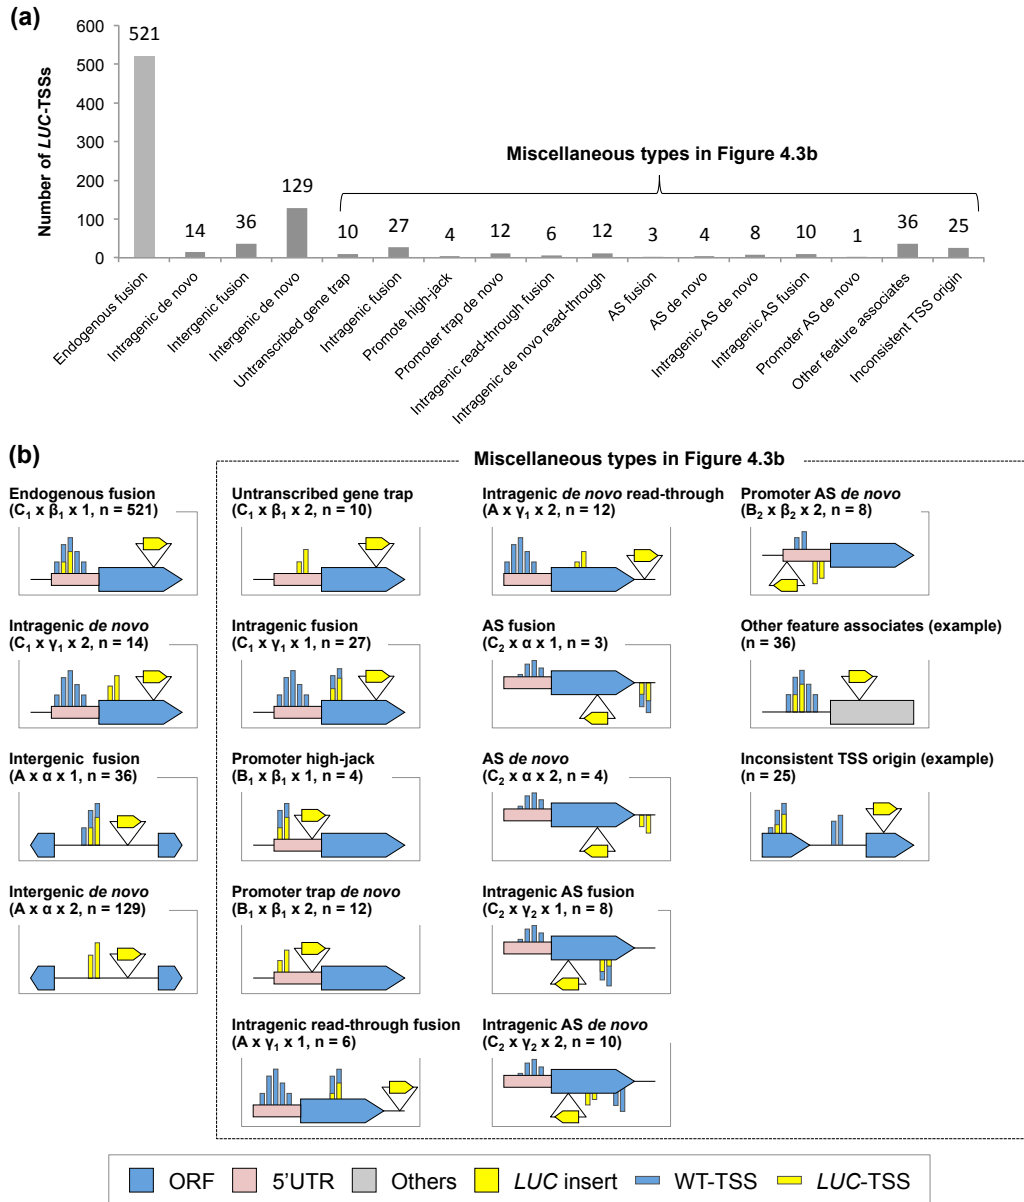 (a)
Number of LUC-TSSs
600
500
400
300
200
100
0
521
14
36
129
10
27
4
12
6
12
3
4
8
10
1
36
25
Miscellaneous types in Figure 4.3b
Endogenous fusion
Intragenic de novo
Intergenic fusion
Intergenic de novo
Untranscribed gene trap
Intragenic fusion
Promote high-jack
Promoter trap de novo
Intragenic read-through fusion
Intragenic de novo read-through
AS fusion
AS de novo
Intragenic AS de novo
Intragenic AS fusion
Promoter AS de novo
Other feature associates
Inconsistent TSS origin
(b)
Miscellaneous types in Figure 4.3b
Endogenous fusion
(C₁ x β₁ x 1, n = 521)
Intragenic de novo
(C₁ x γ₁ x 2, n = 14)
Intergenic fusion
(A x α x 1, n = 36)
Intergenic de novo
(A x α x 2, n = 129)
Untranscribed gene trap
(C₁ x β₁ x 2, n = 10)
Intragenic fusion
(C₁ x γ₁ x 1, n = 27)
Promoter high-jack
(B₁ x β₁ x 1, n = 4)
Promoter trap de novo
(B₁ x β₁ x 2, n = 12)
Intragenic read-through fusion
(A x γ₁ x 1, n = 6)
Intragenic de novo read-through
(A x γ₁ x 2, n = 12)
AS fusion
(C₂ x α x 1, n = 3)
AS de novo
(C₂ x α x 2, n = 4)
Intragenic AS fusion
(C₂ x γ₂ x 1, n = 8)
Intragenic AS de novo
(C₂ x γ₂ x 2, n = 10)
Promoter AS de novo
(B₂ x β₂ x 2, n = 8)
Other feature associates (example)
(n = 36)
Inconsistent TSS origin (example)
(n = 25)
ORF
5'UTR
Others
LUC insert
WT-TSS
LUC-TSS